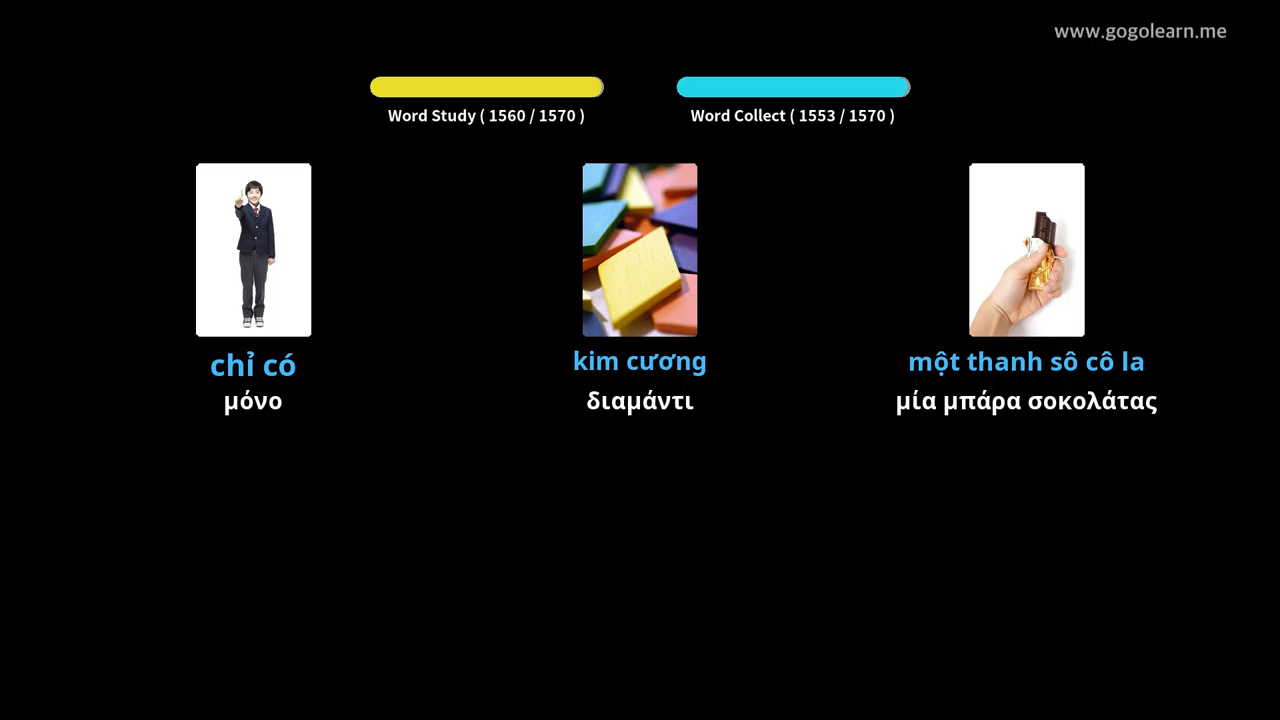 www.gogolearn.me
Word Study ( 1560 / 1570 )
Word Collect ( 1553 / 1570 )
chỉ có
μόνο
kim cương
διαμάντι
một thanh sô cô la
μία μπάρα σοκολάτας